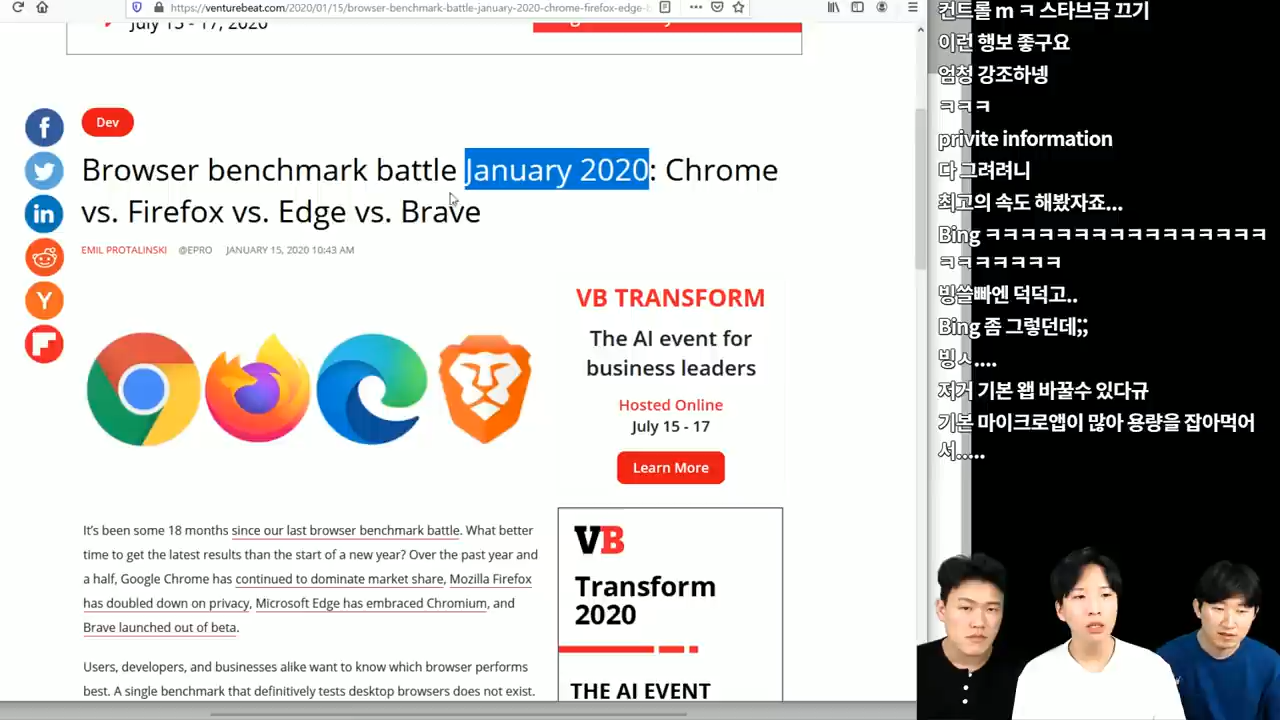 https://venturebeat.com/2020/01/15/browser-benchmark-battle-january-2020-chrome-firefox-edge-b
July 15 - 17, 2020
Dev
Browser benchmark battle January 2020: Chrome
vs. Firefox vs. Edge vs. Brave
EMIL PROTALINSKI @EPRO JANUARY 15, 2020 10:43 AM
VB TRANSFORM
The AI event for
business leaders
Hosted Online
July 15 - 17
Learn More
It's been some 18 months since our last browser benchmark battle. What better
time to get the latest results than the start of a new year? Over the past year and
a half, Google Chrome has continued to dominate market share, Mozilla Firefox
has doubled down on privacy, Microsoft Edge has embraced Chromium, and
Brave launched out of beta.
Users, developers, and businesses alike want to know which browser performs
best. A single benchmark that definitively tests desktop browsers does not exist.
VB
Transform
2020
THE AI EVENT
컨트롤 m ㅋ 스타브금 끄기
이런 행보 좋구요
엄청 강조하넹
ㅋㅋㅋ
privite information
다 그려려니
최고의 속도 해봤자죠...
Bing ㅋㅋㅋㅋㅋㅋㅋㅋㅋㅋㅋㅋㅋㅋㅋㅋ
ㅋㅋㅋㅋㅋㅋㅋ
빙쓸빠엔 덕덕고..
Bing 좀 그렇던데;;
빙ㅅ....
저거 기본 웹 바꿀수 있다규
기본 마이크로앱이 많아 용량을 잡아먹어
서.....